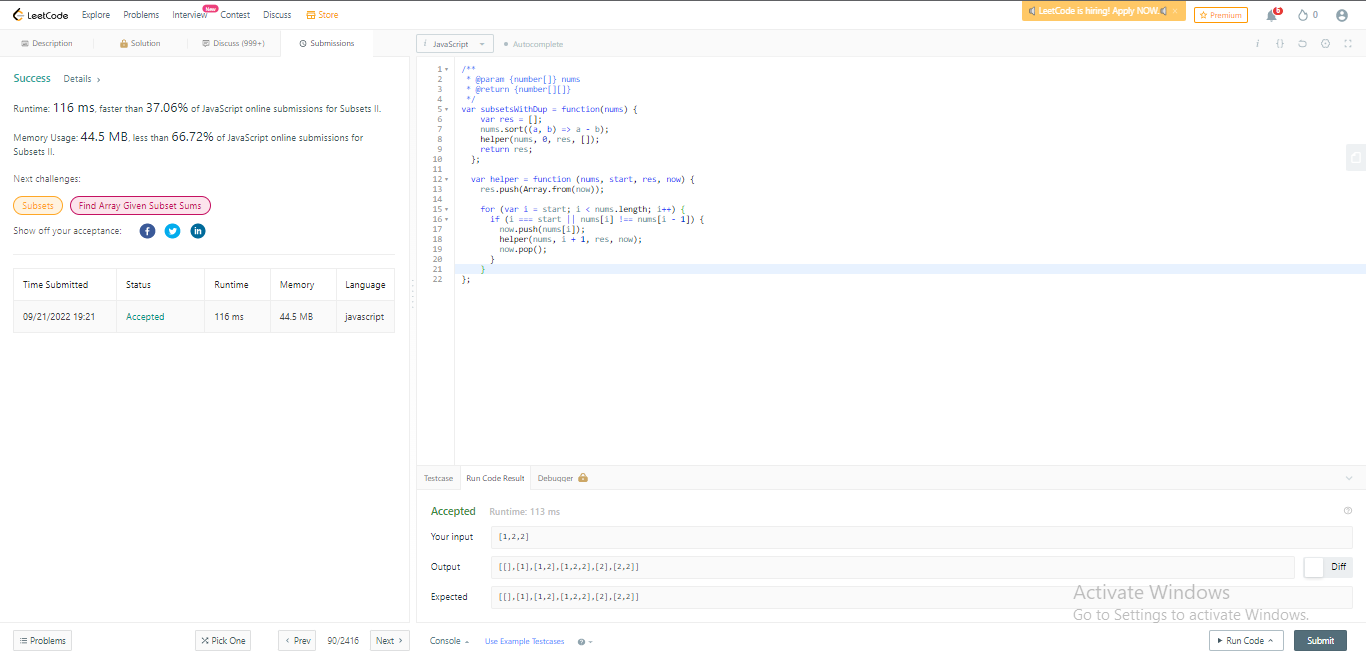 LeetCode Explore Problems Interview New Contest Discuss Store LeetCode is hiring! Apply NOW. Premium 6 0
Description Solution Discuss (999+) Submissions
i JavaScript Autocomplete i {}
Success Details >
Runtime: 116 ms, faster than 37.06% of JavaScript online submissions for Subsets II.
Memory Usage: 44.5 MB, less than 66.72% of JavaScript online submissions for
Subsets II.
Next challenges:
Subsets Find Array Given Subset Sums
Show off your acceptance:
Time Submitted Status Runtime Memory Language
09/21/2022 19:21 Accepted 116 ms 44.5 MB javascript
1 /**
2 * @param {number[]} nums
3 * @return {number[][]}
4 */
5 var subsetsWithDup = function(nums) {
6 var res = [];
7 nums.sort((a, b) => a - b);
8 helper(nums, 0, res, []);
9 return res;
10 };
11
12 var helper = function (nums, start, res, now) {
13 res.push(Array.from(now));
14
15 for (var i = start; i < nums.length; i++) {
16 if (i === start || nums[i] !== nums[i - 1]) {
17 now.push(nums[i]);
18 helper(nums, i + 1, res, now);
19 now.pop();
20 }
21 }
22 };
Testcase Run Code Result Debugger
Accepted Runtime: 113 ms
Your input [1,2,2]
Output [[],[1],[1,2],[1,2,2],[2],[2,2]] Diff
Expected [[],[1],[1,2],[1,2,2],[2],[2,2]]
Activate Windows
Go to Settings to activate Windows.
Problems Pick One < Prev 90/2416 Next > Console Use Example Testcases Run Code Submit